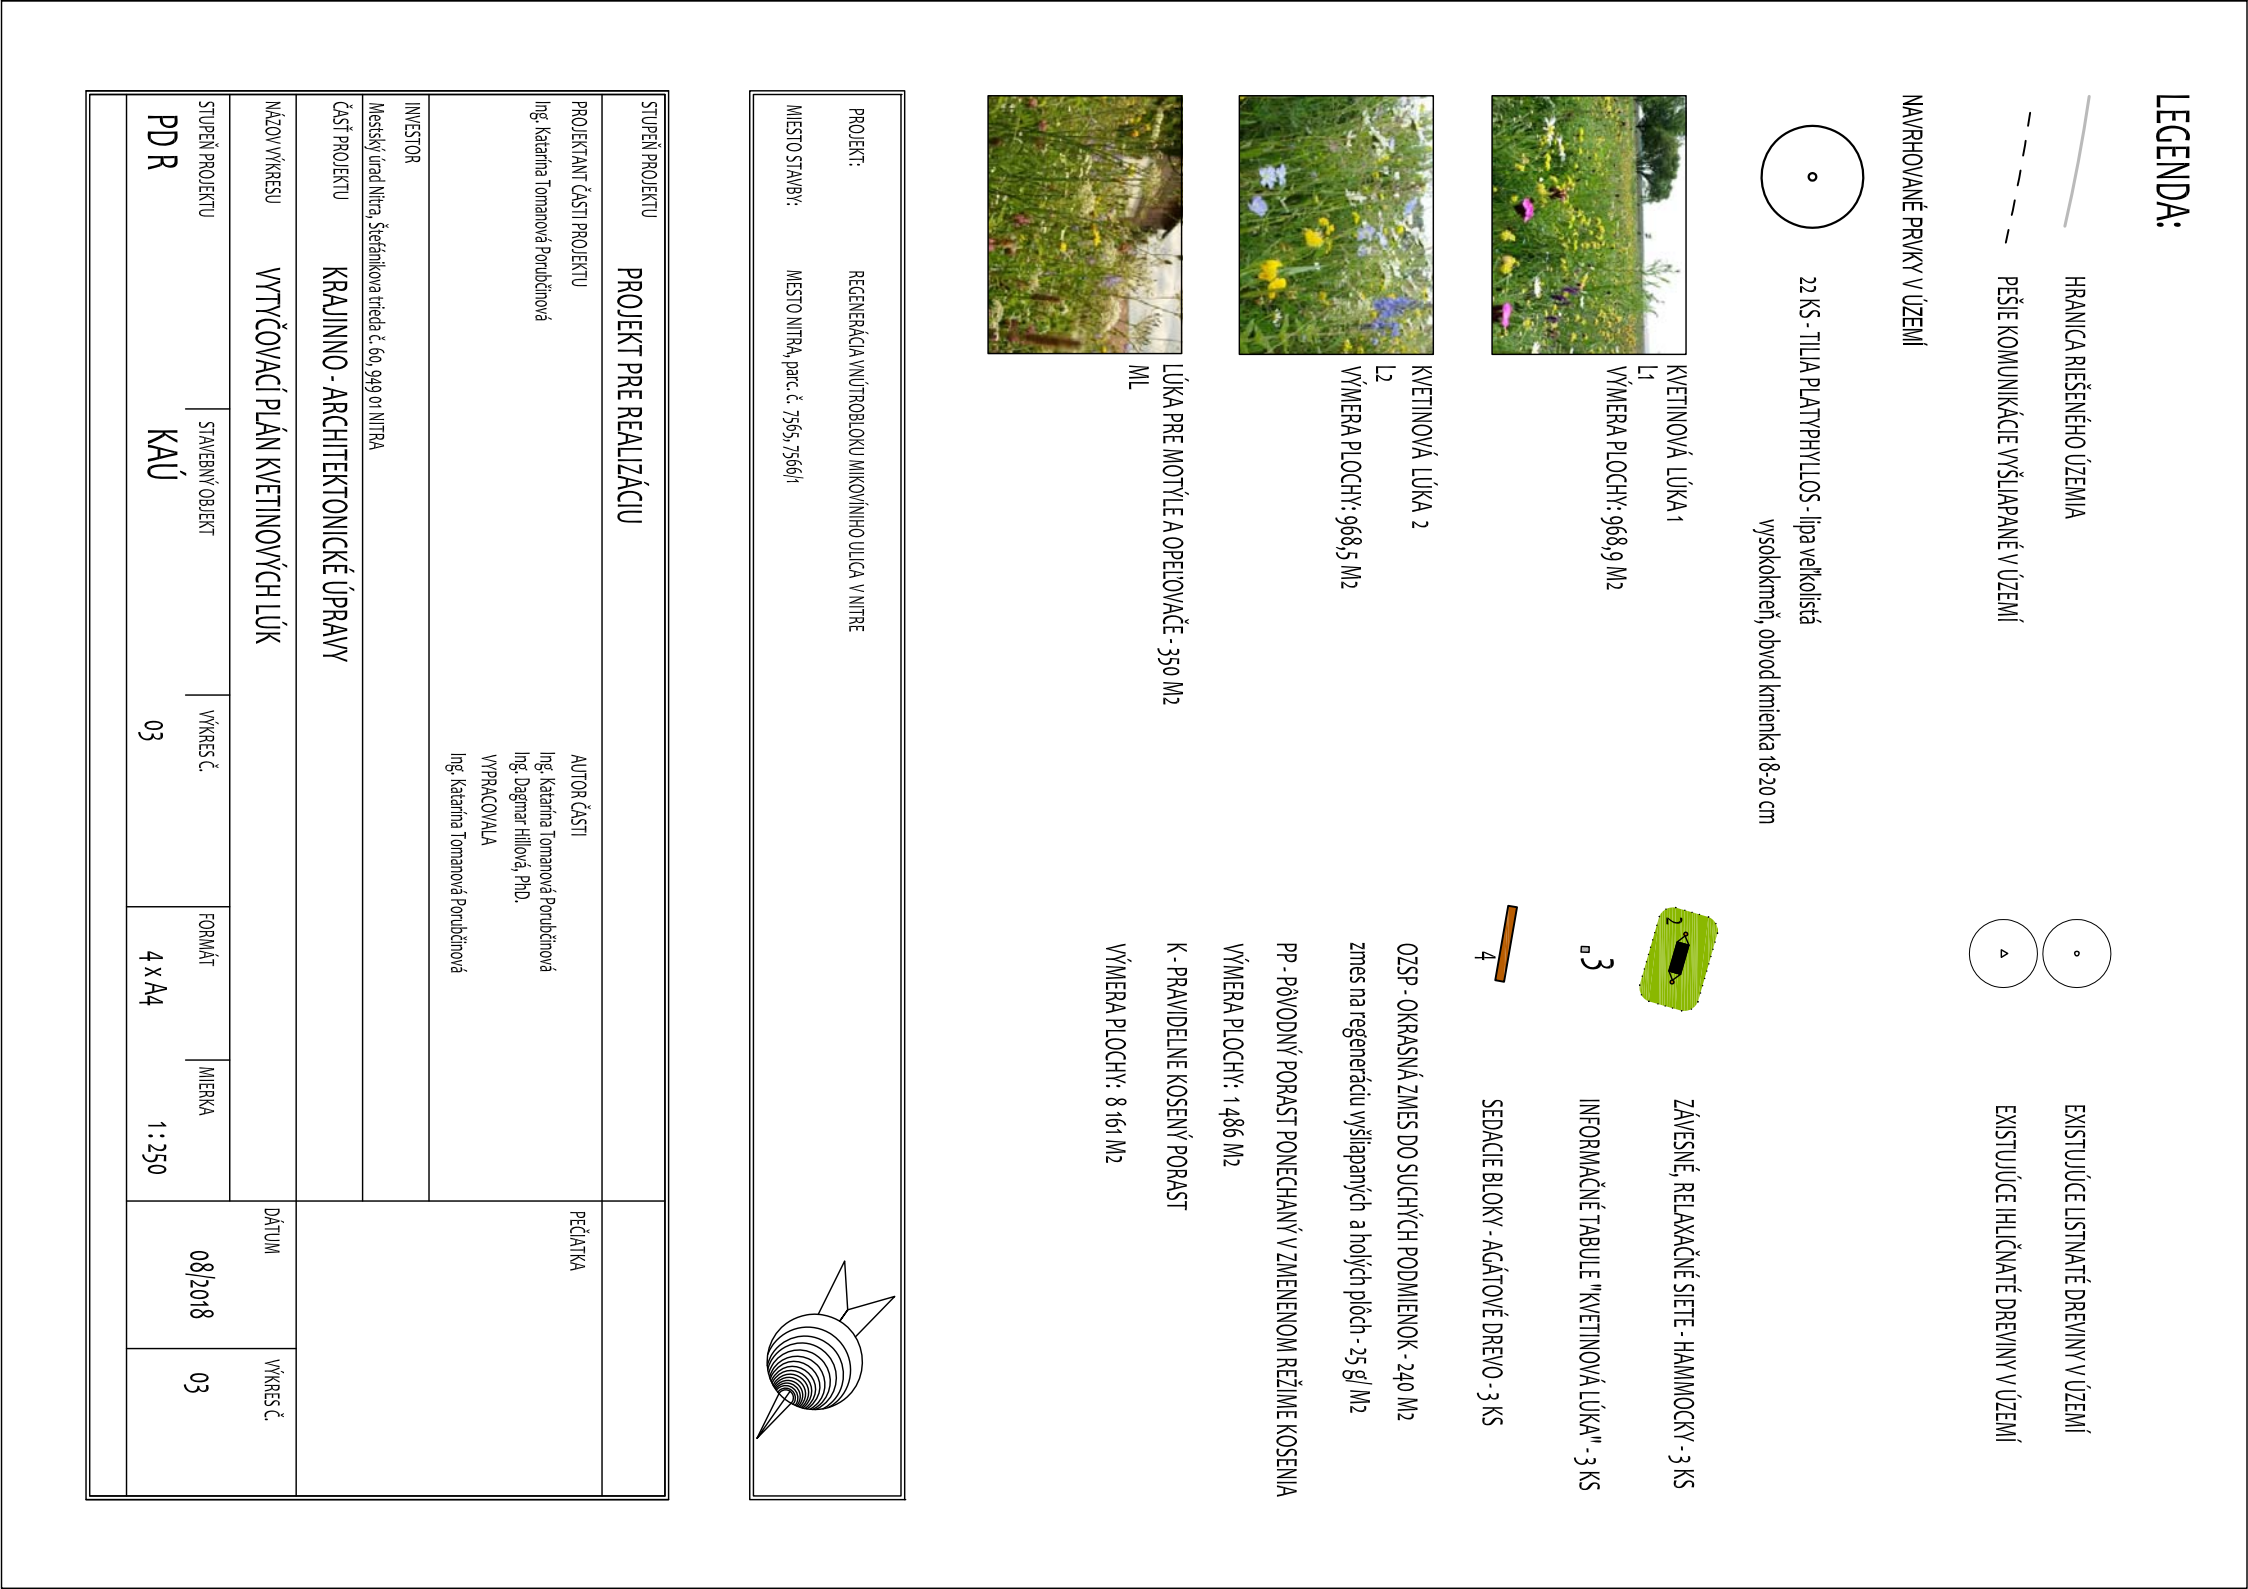 LEGENDA:
HRANICA RIEŠENÉHO ÚZEMIA
PEŠIE KOMUNIKÁCIE VYŠLIAPANÉ V ÚZEMÍ
EXISTUJÚCE LISTNATÉ DREVINY V ÚZEMÍ
EXISTUJÚCE IHLIČNATÉ DREVINY V ÚZEMÍ
NAVRHOVANÉ PRVKY V ÚZEMÍ
22 KS - TILIA PLATYPHYLLOS - lipa veľkolistá
vysokokmeň, obvod kmienka 18-20 cm
KVETINOVÁ LÚKA 1
L1
VÝMERA PLOCHY: 968,9 M2
KVETINOVÁ LÚKA 2
L2
VÝMERA PLOCHY: 968,5 M2
LÚKA PRE MOTÝLE A OPEĽOVAČE - 350 M2
ML
2
ZÁVESNÉ, RELAXAČNÉ SIETE - HAMMOCKY - 3 KS
3
INFORMAČNÉ TABULE "KVETINOVÁ LÚKA" - 3 KS
4
SEDACIE BLOKY - AGÁTOVÉ DREVO - 3 KS
OZSP - OKRASNÁ ZMES DO SUCHÝCH PODMIENOK - 240 M2
zmes na regeneráciu vyšliapaných a holých plôch - 25 g/ M2
PP - PôVODNÝ PORAST PONECHANÝ V ZMENENOM REŽIME KOSENIA
VÝMERA PLOCHY: 1 486 M2
K - PRAVIDELNE KOSENÝ PORAST
VÝMERA PLOCHY: 8 161 M2
PROJEKT: REGENERÁCIA VNÚTROBLOKU MIKOVÍNIHO ULICA V NITRE
MIESTO STAVBY: MESTO NITRA, parc. č. 7565, 7566/1
STUPEŇ PROJEKTU
PROJEKT PRE REALIZÁCIU
PROJEKTANT ČASTI PROJEKTU
Ing. Katarína Tomanová Porubčinová
AUTOR ČASTI
Ing. Katarína Tomanová Porubčinová
Ing. Dagmar Hillová, PhD.
VYPRACOVALA
Ing. Katarína Tomanová Porubčinová
PEČIATKA
INVESTOR
Mestský úrad Nitra, Štefánikova trieda č. 60, 949 01 NITRA
ČASŤ PROJEKTU
KRAJINNO - ARCHITEKTONICKÉ ÚPRAVY
NÁZOV VÝKRESU
VYTYČOVACÍ PLÁN KVETINOVÝCH LÚK
DÁTUM
08/2018
VÝKRES Č.
03
STUPEŇ PROJEKTU
PD R
STAVEBNÝ OBJEKT
KAÚ
VÝKRES Č.
03
FORMÁT
4 x A4
MIERKA
1 : 250